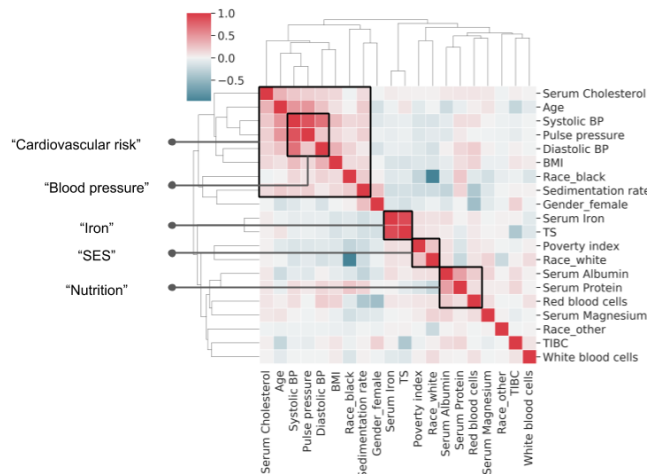 1.0
0.5
0.0
−0.5
Serum Cholesterol
Age
Systolic BP
Pulse pressure
Diastolic BP
BMI
Race_black
Sedimentation rate
Gender_female
Serum Iron
TS
Poverty index
Race_white
Serum Albumin
Serum Protein
Red blood cells
Serum Magnesium
Race_other
TIBC
White blood cells
“Cardiovascular risk”
“Blood pressure”
“Iron”
“SES”
“Nutrition”
Serum Cholesterol
Age
Systolic BP
Pulse pressure
Diastolic BP
BMI
Race_black
Sedimentation rate
Gender_female
Serum Iron
TS
Poverty index
Race_white
Serum Albumin
Serum Protein
Red blood cells
Serum Magnesium
Race_other
TIBC
White blood cells